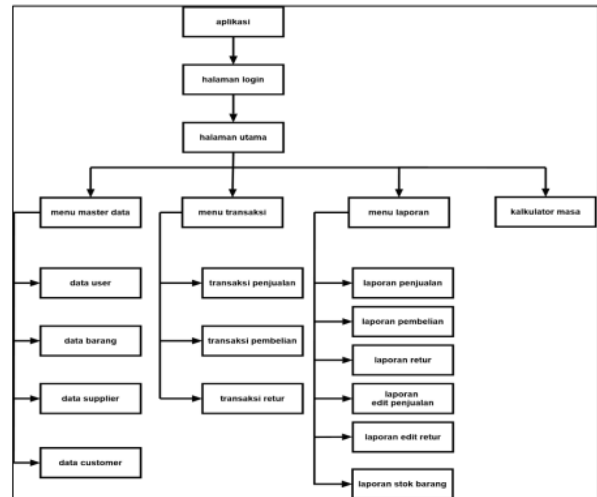 aplikasi
halaman login
halaman utama
menu master data
menu transaksi
menu laporan
kalkulator masa
data user
data barang
data supplier
data customer
transaksi penjualan
transaksi pembelian
transaksi retur
laporan penjualan
laporan pembelian
laporan retur
laporan
edit penjualan
laporan edit retur
laporan stok barang